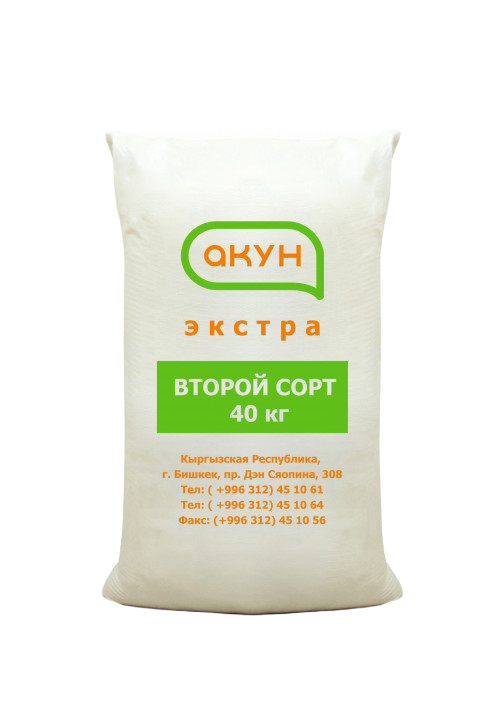 акун
экстра
ВТОРОЙ СОРТ
40 кг
Кыргызская Республика,
г. Бишкек, пр. Дэн Сяопина, 308
Тел: ( +996 312) 45 10 61
Тел: ( +996 312) 45 10 64
Факс: (+996 312) 45 10 56